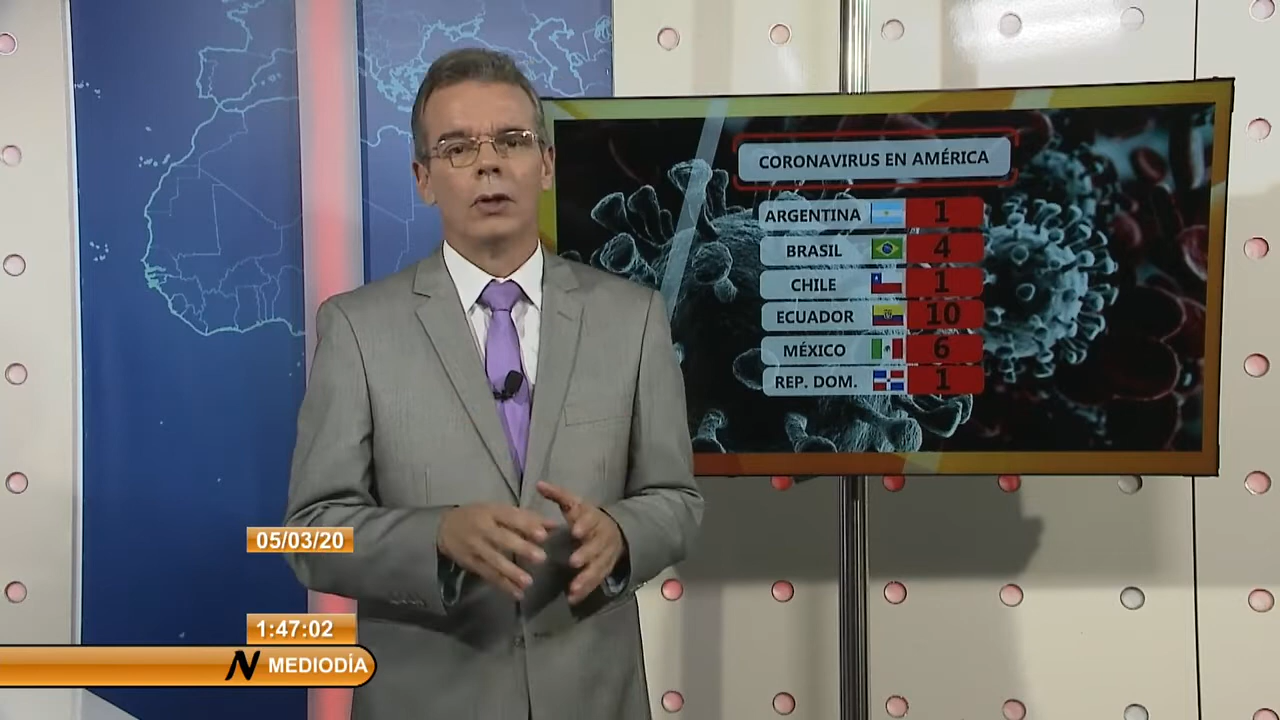 CORONAVIRUS EN AMÉRICA
ARGENTINA 1
BRASIL 4
CHILE 1
ECUADOR 10
MÉXICO 6
REP. DOM. 1
05/03/20
1:47:02
N MEDIODÍA